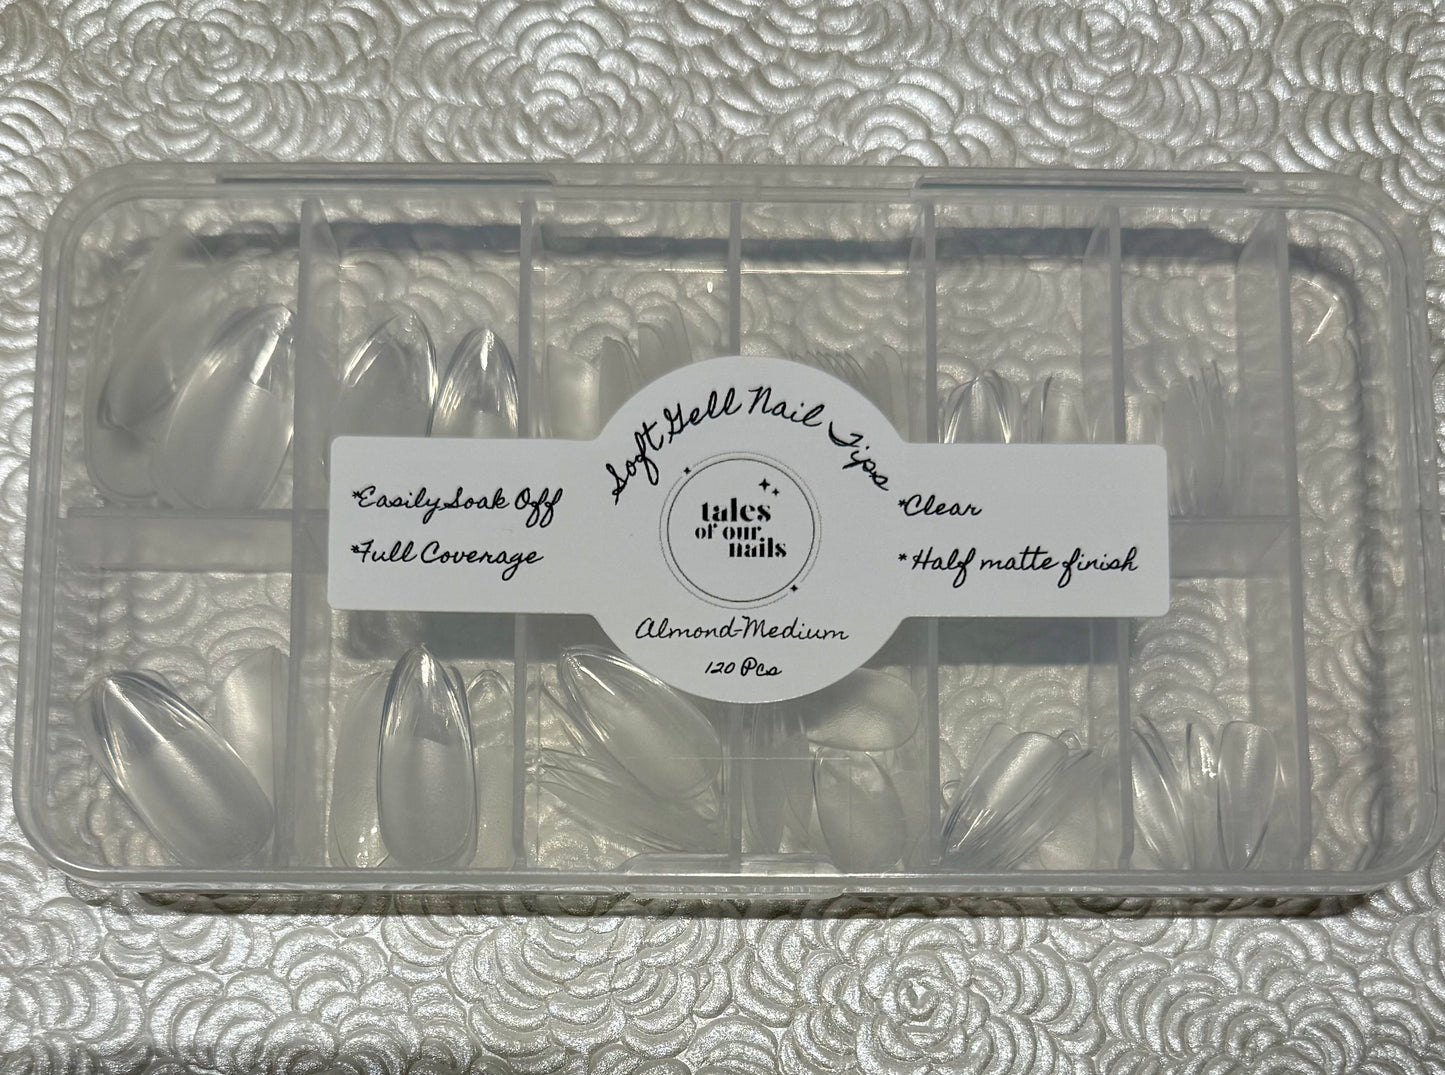 Soft Gell Nail Tips
*Easily Soak Off
*Full Coverage
tales
of our
nails
*Clear
*Half matte finish
Almond-Medium
120 Pcs